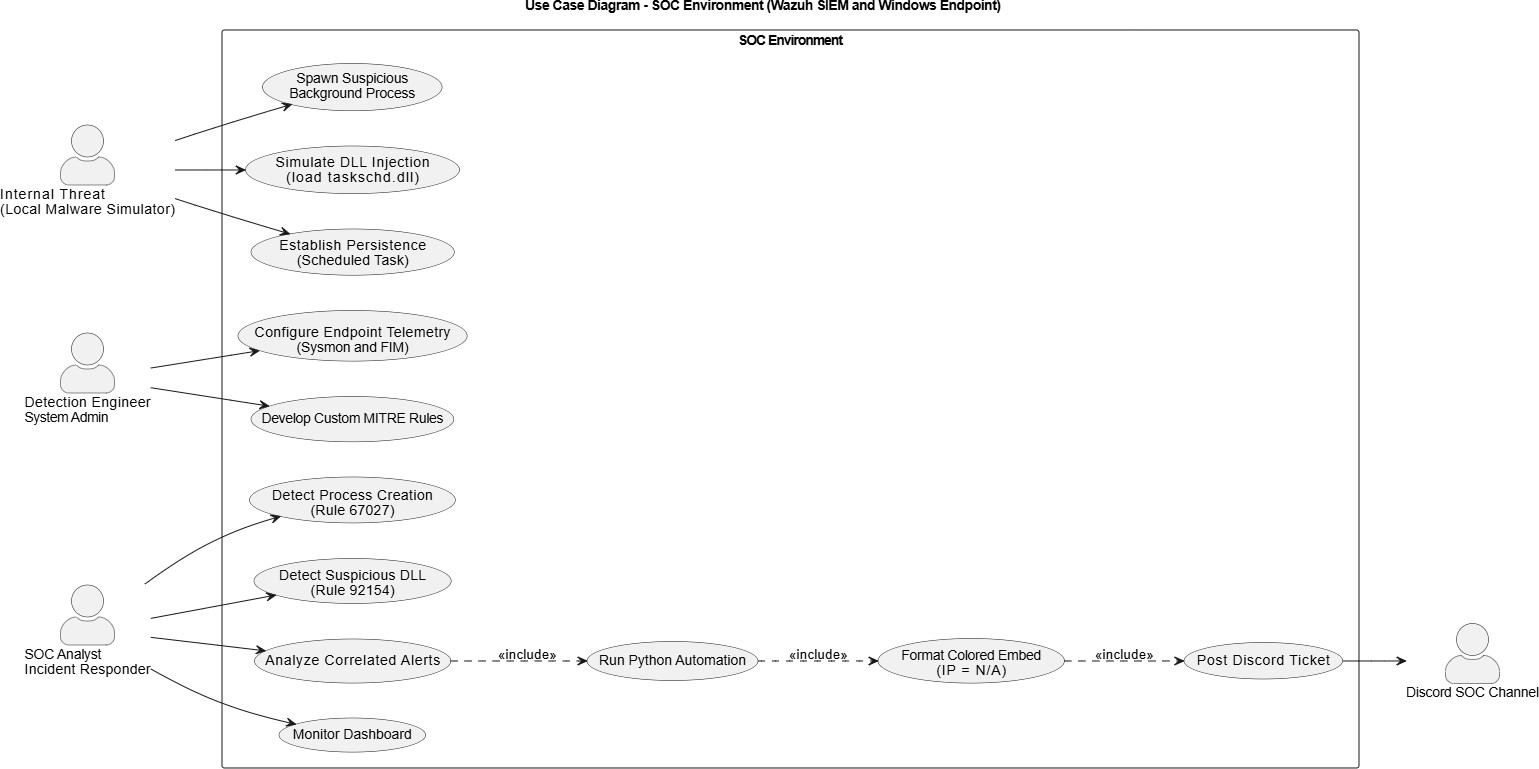 Use Case Diagram - SOC Environment (Wazuh SIEM and Windows Endpoint)
SOC Environment
Spawn Suspicious
Background Process
Simulate DLL Injection
(load taskschd.dll)
Internal Threat
(Local Malware Simulator)
Establish Persistence
(Scheduled Task)
Configure Endpoint Telemetry
(Sysmon and FIM)
Detection Engineer
System Admin
Develop Custom MITRE Rules
Detect Process Creation
(Rule 67027)
Detect Suspicious DLL
(Rule 92154)
SOC Analyst
Incident Responder
Analyze Correlated Alerts
«include»
Run Python Automation
«include»
Format Colored Embed
(IP = N/A)
«include»
Post Discord Ticket
Discord SOC Channel
Monitor Dashboard